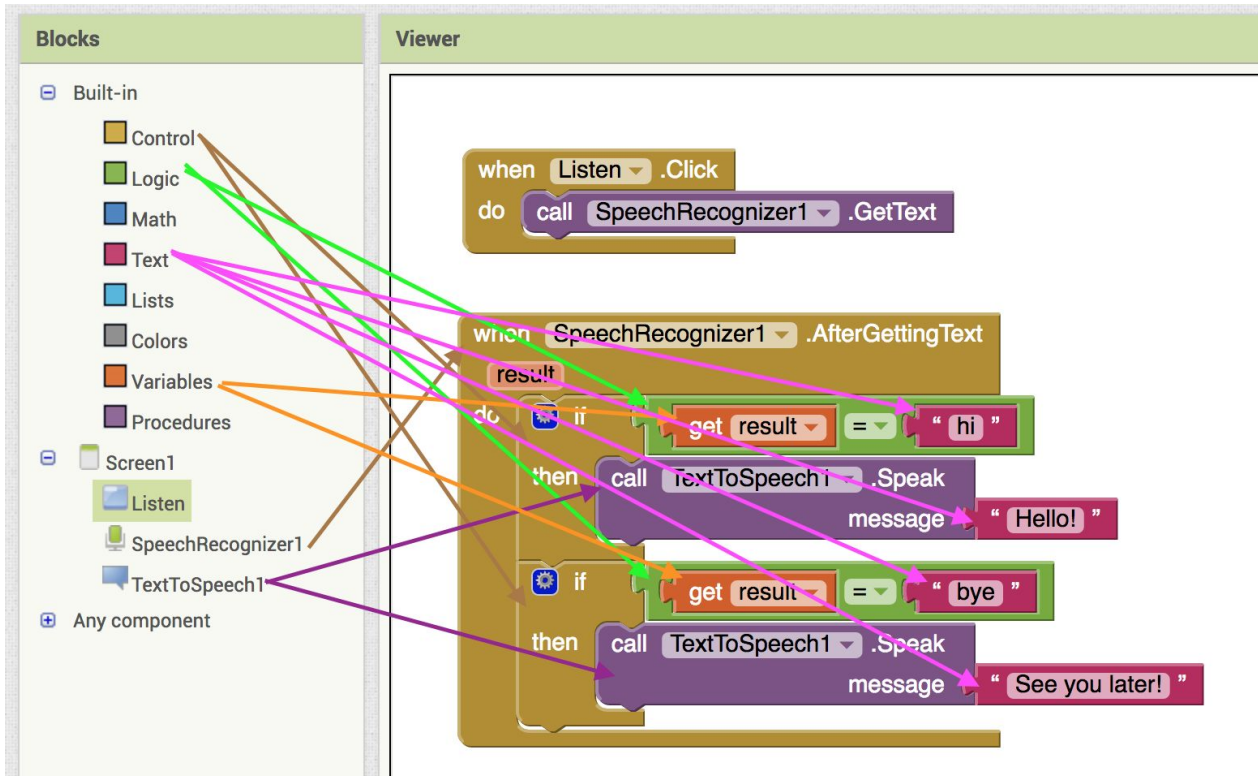 Blocks
Built-in
Control
Logic
Math
Text
Lists
Colors
Variables
Procedures
Screen1
Listen
SpeechRecognizer1
TextToSpeech1
Any component
Viewer
when Listen .Click
do call SpeechRecognizer1 .GetText
when SpeechRecognizer1 .AfterGettingText
result
do if get result = “ hi ”
then call TextToSpeech1 .Speak
message “ Hello! ”
if get result = “ bye ”
then call TextToSpeech1 .Speak
message “ See you later! ”